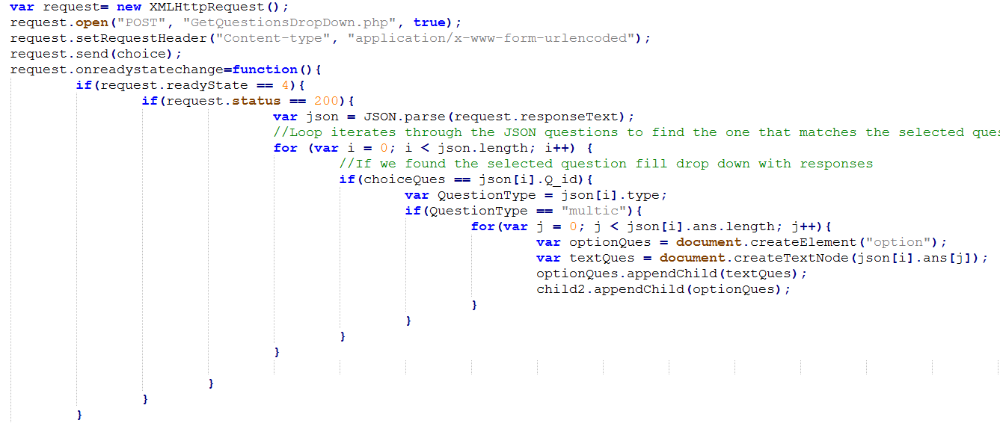 var request= new XMLHttpRequest();
request.open("POST", "GetQuestionsDropDown.php", true);
request.setRequestHeader("Content-type", "application/x-www-form-urlencoded");
request.send(choice);
request.onreadystatechange=function(){
if(request.readyState == 4){
if(request.status == 200){
var json = JSON.parse(request.responseText);
//Loop iterates through the JSON questions to find the one that matches the selected ques
for (var i = 0; i < json.length; i++) {
//If we found the selected question fill drop down with responses
if(choiceQues == json[i].Q_id){
var QuestionType = json[i].type;
if(QuestionType == "multic"){
for(var j = 0; j < json[i].ans.length; j++){
var optionQues = document.createElement("option");
var textQues = document.createTextNode(json[i].ans[j]);
optionQues.appendChild(textQues);
child2.appendChild(optionQues);
}
}
}
}
}
}
}